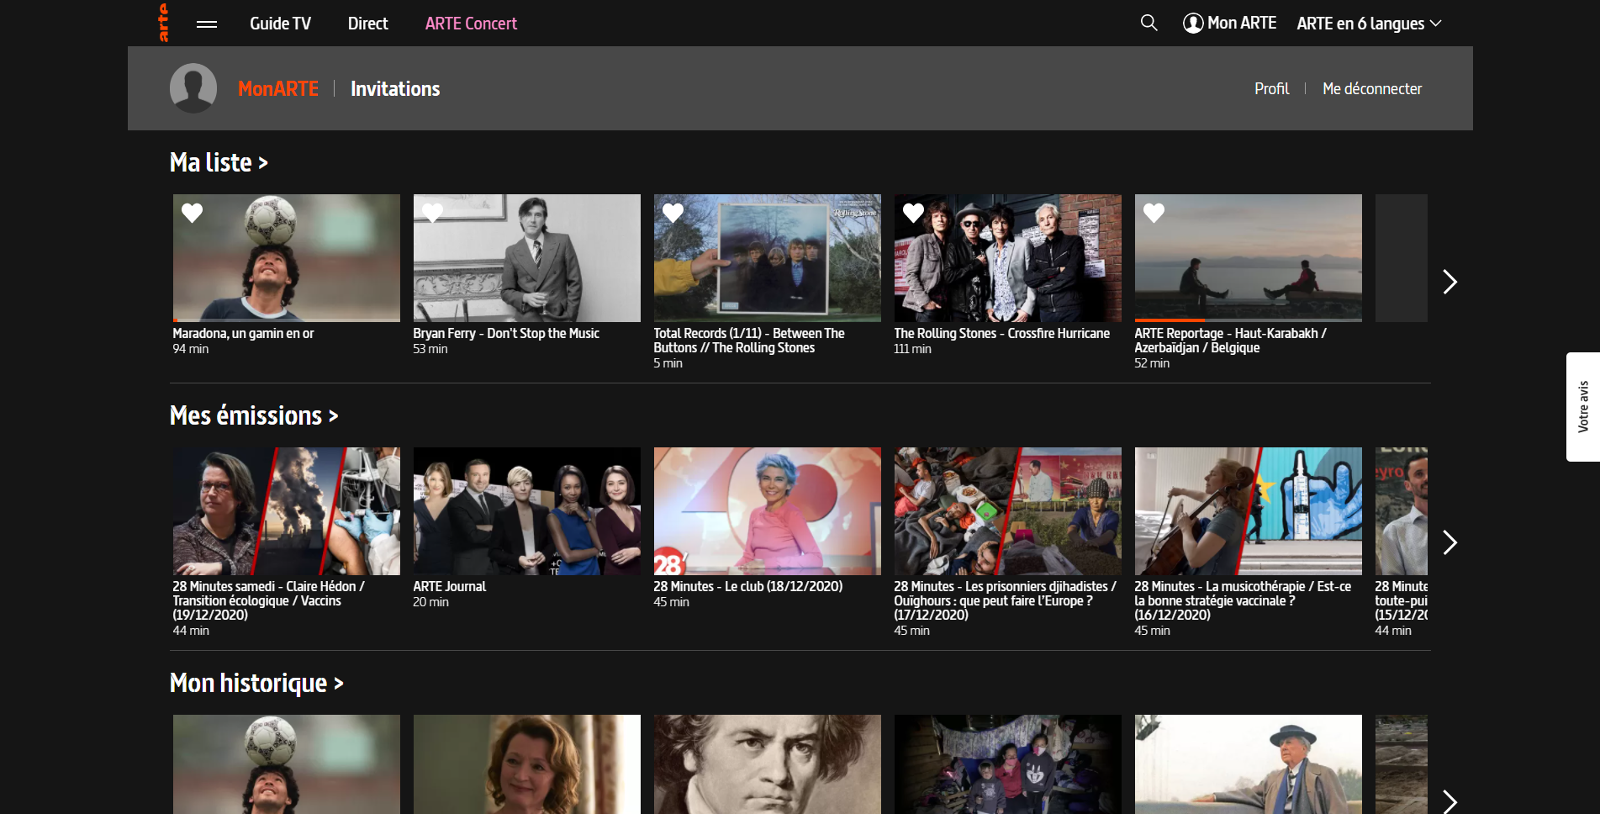 arte
Guide TV
Direct
ARTE Concert
Mon ARTE
ARTE en 6 langues
MonARTE
Invitations
Profil
Me déconnecter
Ma liste >
Rolling Stone
Maradona, un gamin en or
94 min
Bryan Ferry - Don't Stop the Music
53 min
Total Records (1/11) - Between The
Buttons // The Rolling Stones
5 min
The Rolling Stones - Crossfire Hurricane
111 min
ARTE Reportage - Haut-Karabakh /
Azerbaïdjan / Belgique
52 min
Votre avis
Mes émissions >
28'
28 Minutes samedi - Claire Hédon /
Transition écologique / Vaccins
(19/12/2020)
44 min
ARTE Journal
20 min
28 Minutes - Le club (18/12/2020)
45 min
28 Minutes - Les prisonniers djihadistes /
Ouïghours : que peut faire l'Europe ?
(17/12/2020)
45 min
28 Minutes - La musicothérapie / Est-ce
la bonne stratégie vaccinale ?
(16/12/2020)
45 min
28 Minute
toute-pui
(15/12/20
44 min
Mon historique >